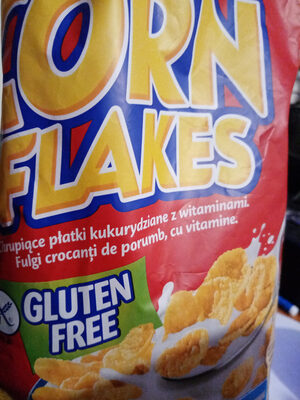 CORN
FLAKES
Chrupiące płatki kukurydziane z witaminami.
Fulgi crocanți de porumb, cu vitamine.
GLUTEN
FREE